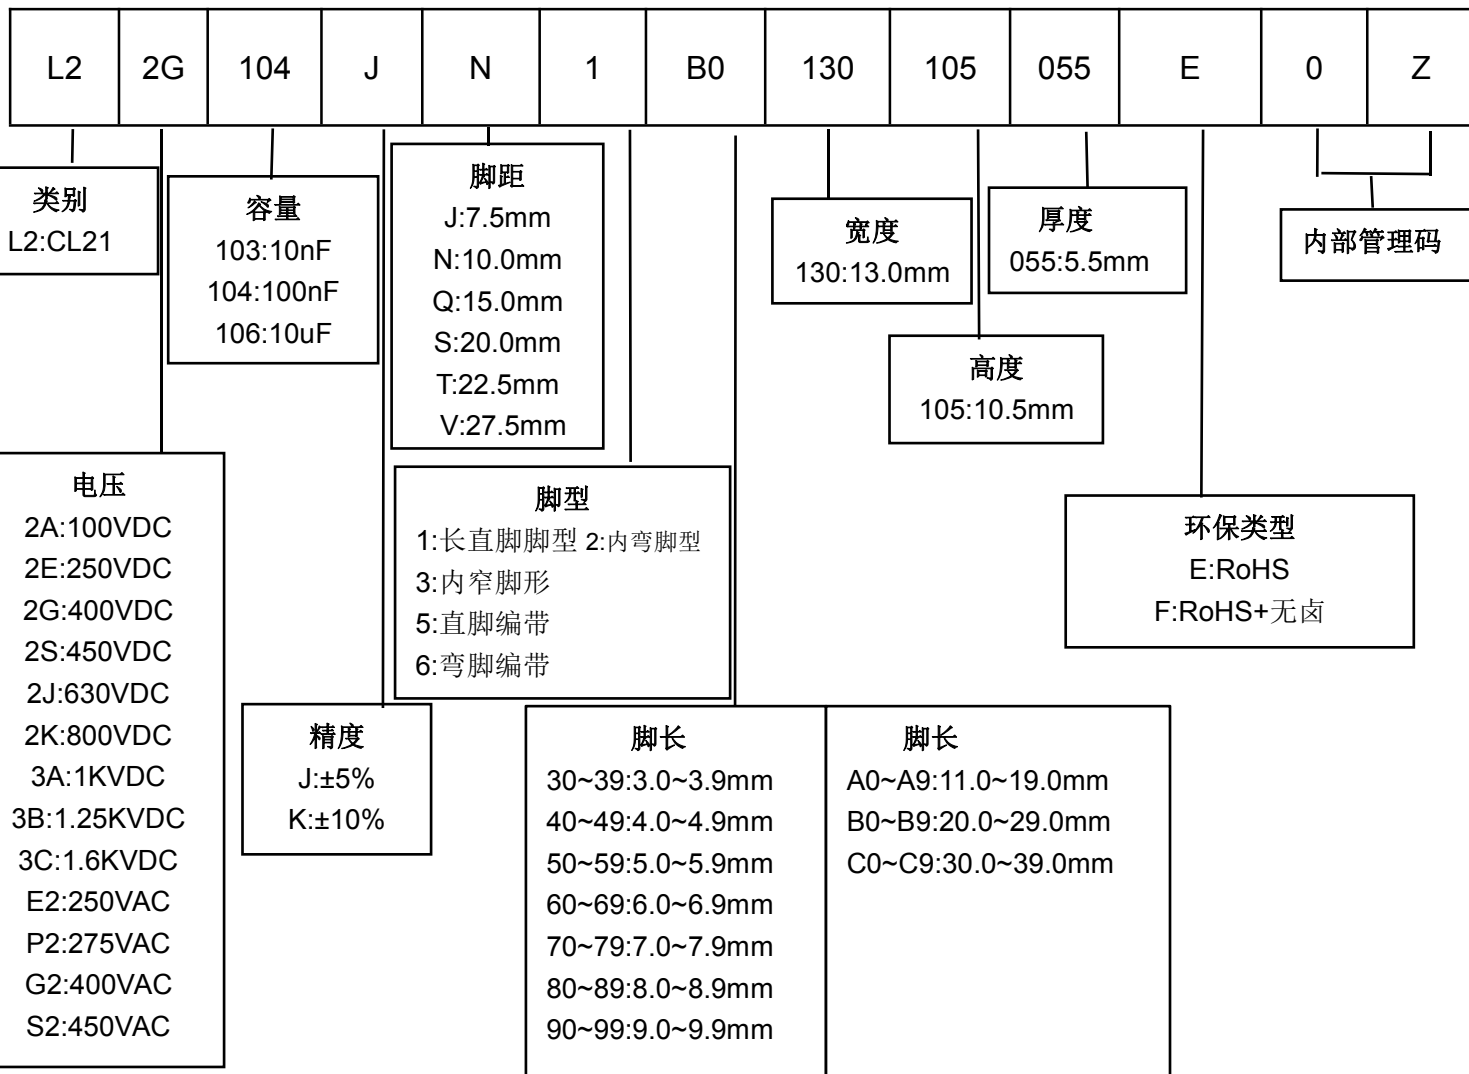 L2 2G 104 J N 1 B0 130 105 055 E 0 Z
类别
L2:CL21
容量
103:10nF
104:100nF
106:10uF
脚距
J:7.5mm
N:10.0mm
Q:15.0mm
S:20.0mm
T:22.5mm
V:27.5mm
宽度
130:13.0mm
厚度
055:5.5mm
内部管理码
高度
105:10.5mm
电压
2A:100VDC
2E:250VDC
2G:400VDC
2S:450VDC
2J:630VDC
2K:800VDC
3A:1KVDC
3B:1.25KVDC
3C:1.6KVDC
E2:250VAC
P2:275VAC
G2:400VAC
S2:450VAC
脚型
1:长直脚脚型 2:内弯脚型
3:内窄脚形
5:直脚编带
6:弯脚编带
环保类型
E:RoHS
F:RoHS+无卤
精度
J:±5%
K:±10%
脚长
30~39:3.0~3.9mm
40~49:4.0~4.9mm
50~59:5.0~5.9mm
60~69:6.0~6.9mm
70~79:7.0~7.9mm
80~89:8.0~8.9mm
90~99:9.0~9.9mm
脚长
A0~A9:11.0~19.0mm
B0~B9:20.0~29.0mm
C0~C9:30.0~39.0mm